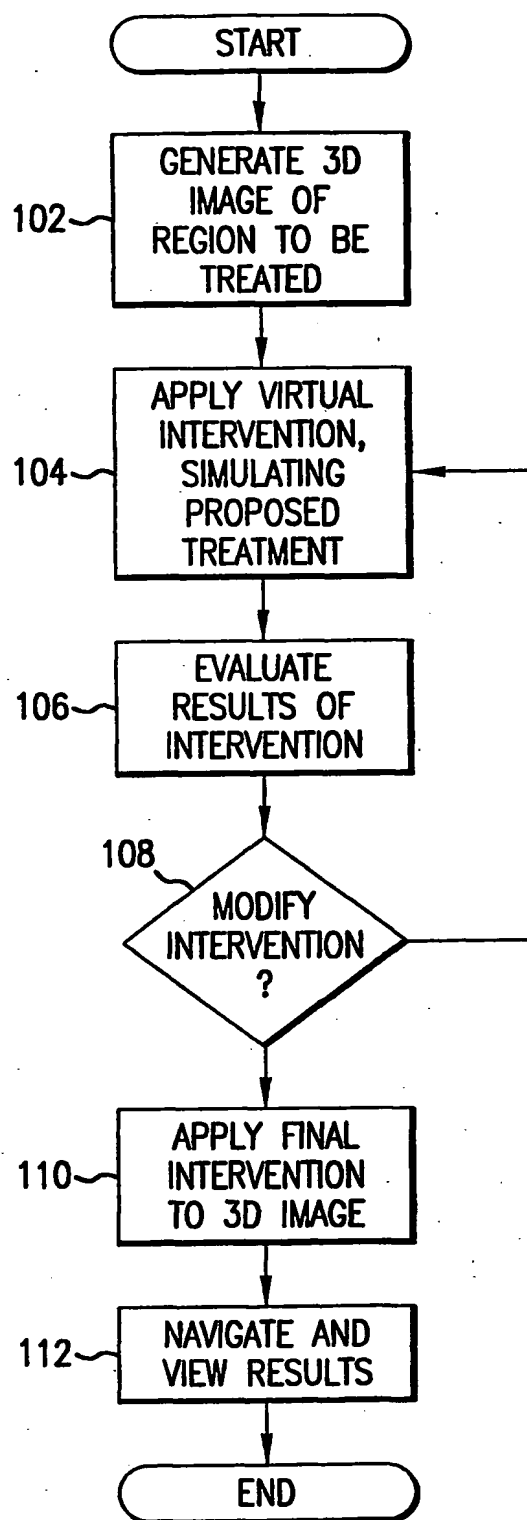 START
102
GENERATE 3D
IMAGE OF
REGION TO BE
TREATED
104
APPLY VIRTUAL
INTERVENTION,
SIMULATING
PROPOSED
TREATMENT
106
EVALUATE
RESULTS OF
INTERVENTION
108
MODIFY
INTERVENTION
?
110
APPLY FINAL
INTERVENTION
TO 3D IMAGE
112
NAVIGATE AND
VIEW RESULTS
END